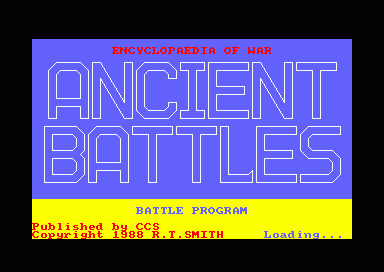 ENCYCLOPAEDIA OF WAR
ANCIENT
BATTLES
BATTLE PROGRAM
Published by CCS
Copyright 1988 R.T.SMITH Loading...